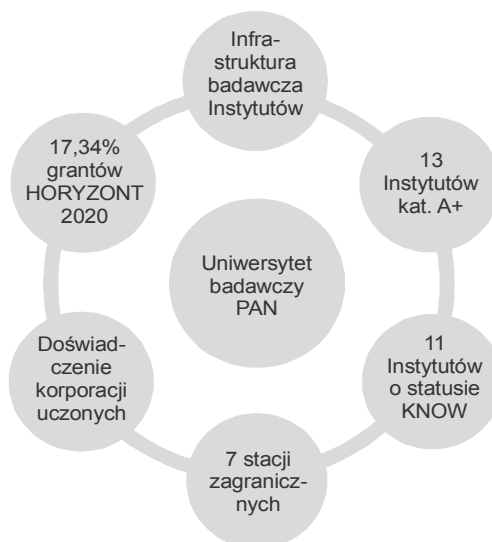 Infra-
struktura
badawcza
Instytutów
13
Instytutów
kat. A+
11
Instytutów
o statusie
KNOW
7 stacji
zagranicz-
nych
Doświad-
czenie
korporacji
uczonych
17,34%
grantów
HORYZONT
2020
Uniwersytet
badawczy
PAN